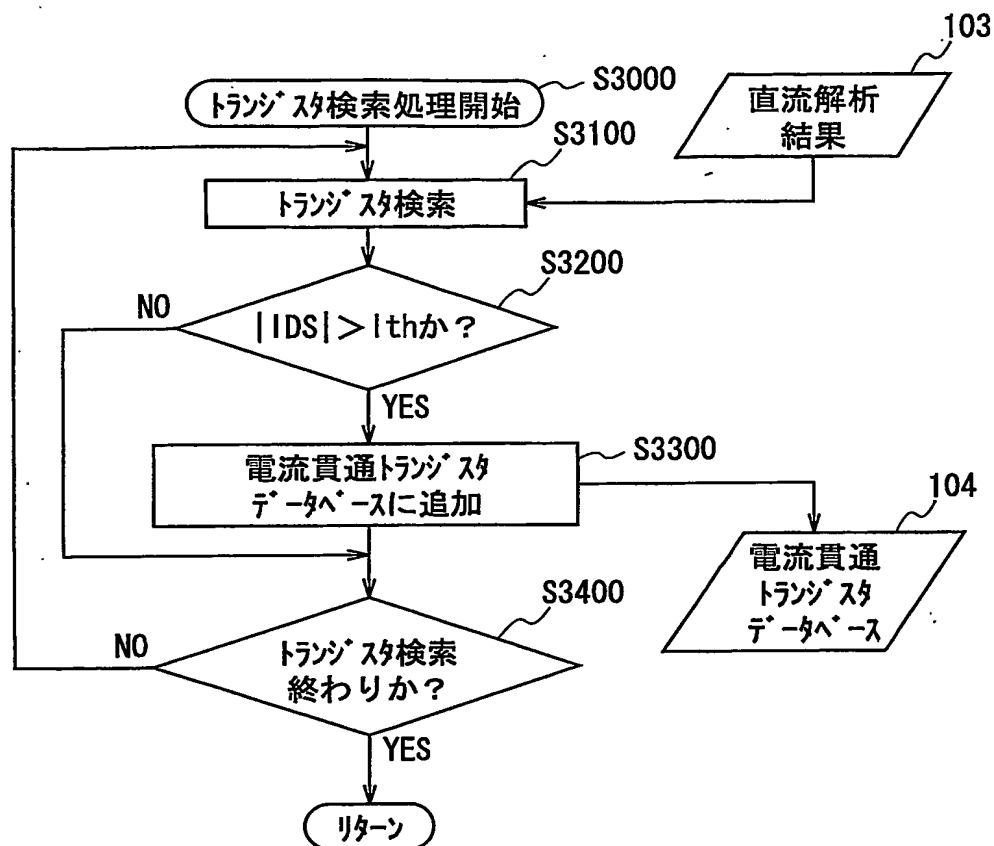 103
S3000
トランジスタ検索処理開始
直流解析
結果
S3100
トランジスタ検索
S3200
NO
|IDS|>Ithか?
YES
S3300
電流貫通トランジスタ
データベースに追加
104
電流貫通
トランジスタ
データベース
S3400
NO
トランジスタ検索
終わりか?
YES
リターン